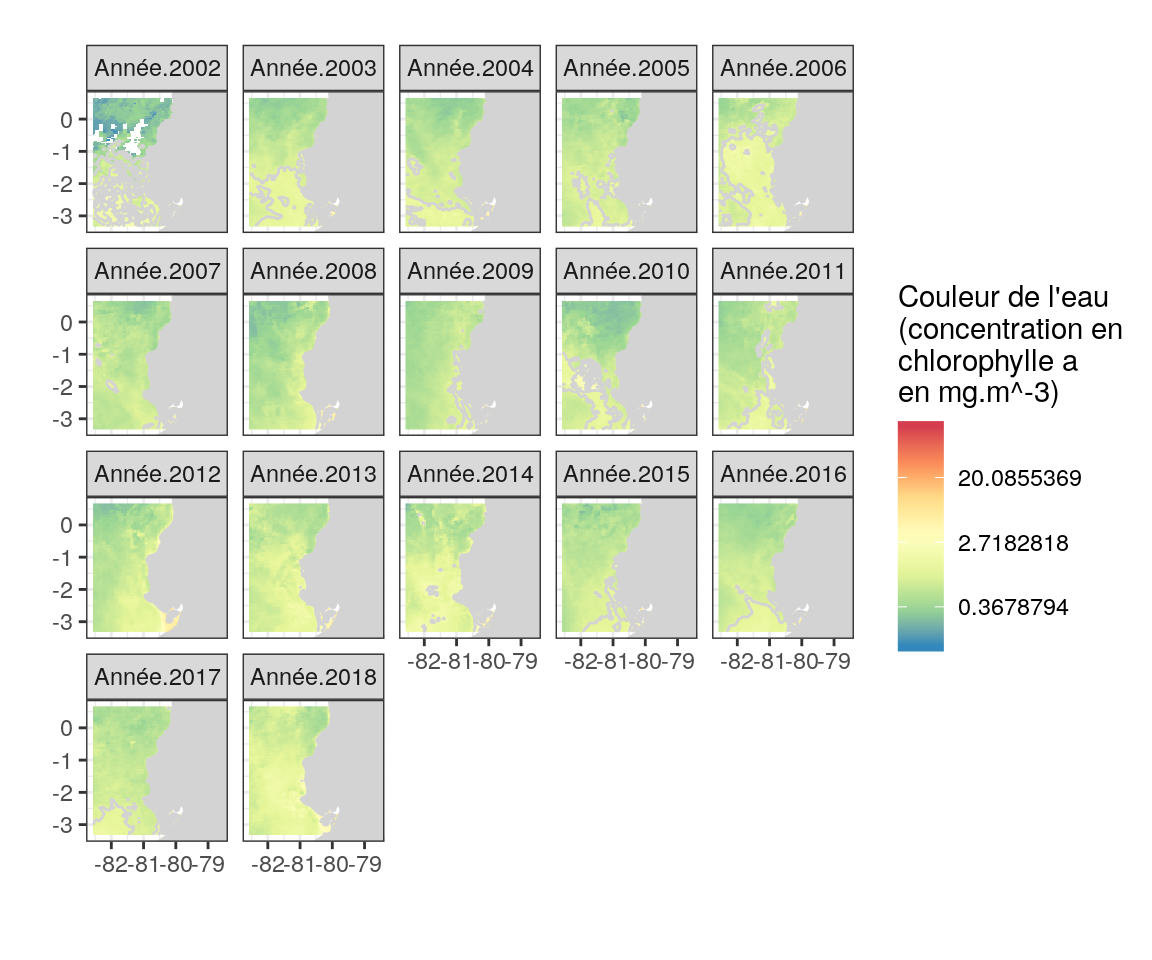 Année.2002 Année.2003 Année.2004 Année.2005 Année.2006
0
-1
-2
-3
Année.2007 Année.2008 Année.2009 Année.2010 Année.2011
0
-1
-2
-3
Année.2012 Année.2013 Année.2014 Année.2015 Année.2016
0
-1
-2
-3
-82 -81 -80 -79 -82 -81 -80 -79 -82 -81 -80 -79
Année.2017 Année.2018
0
-1
-2
-3
-82 -81 -80 -79 -82 -81 -80 -79
Couleur de l'eau
(concentration en
chlorophylle a
en mg.m^-3)
20.0855369
2.7182818
0.3678794